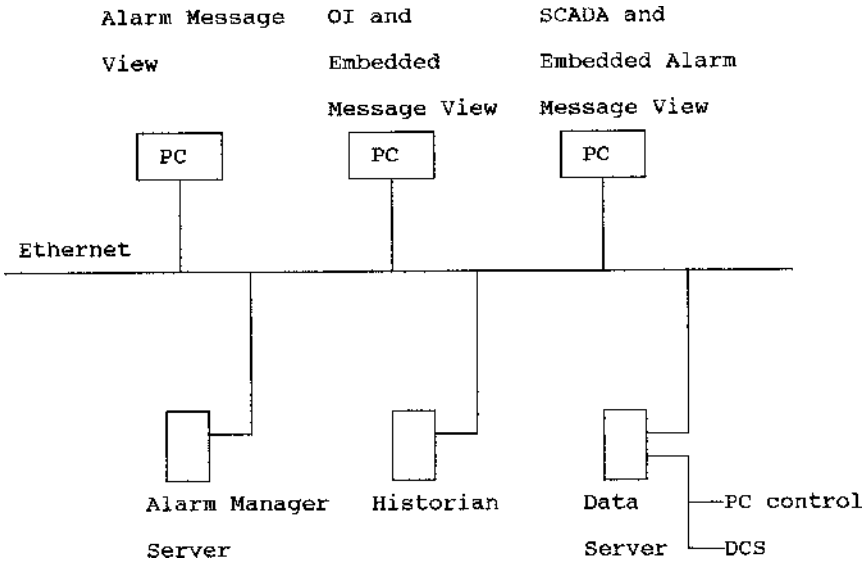 Alarm Message
View
OI and
Embedded
Message View
SCADA and
Embedded Alarm
Message View
PC
PC
PC
Ethernet
Alarm Manager
Server
Historian
Data
Server
PC control
DCS